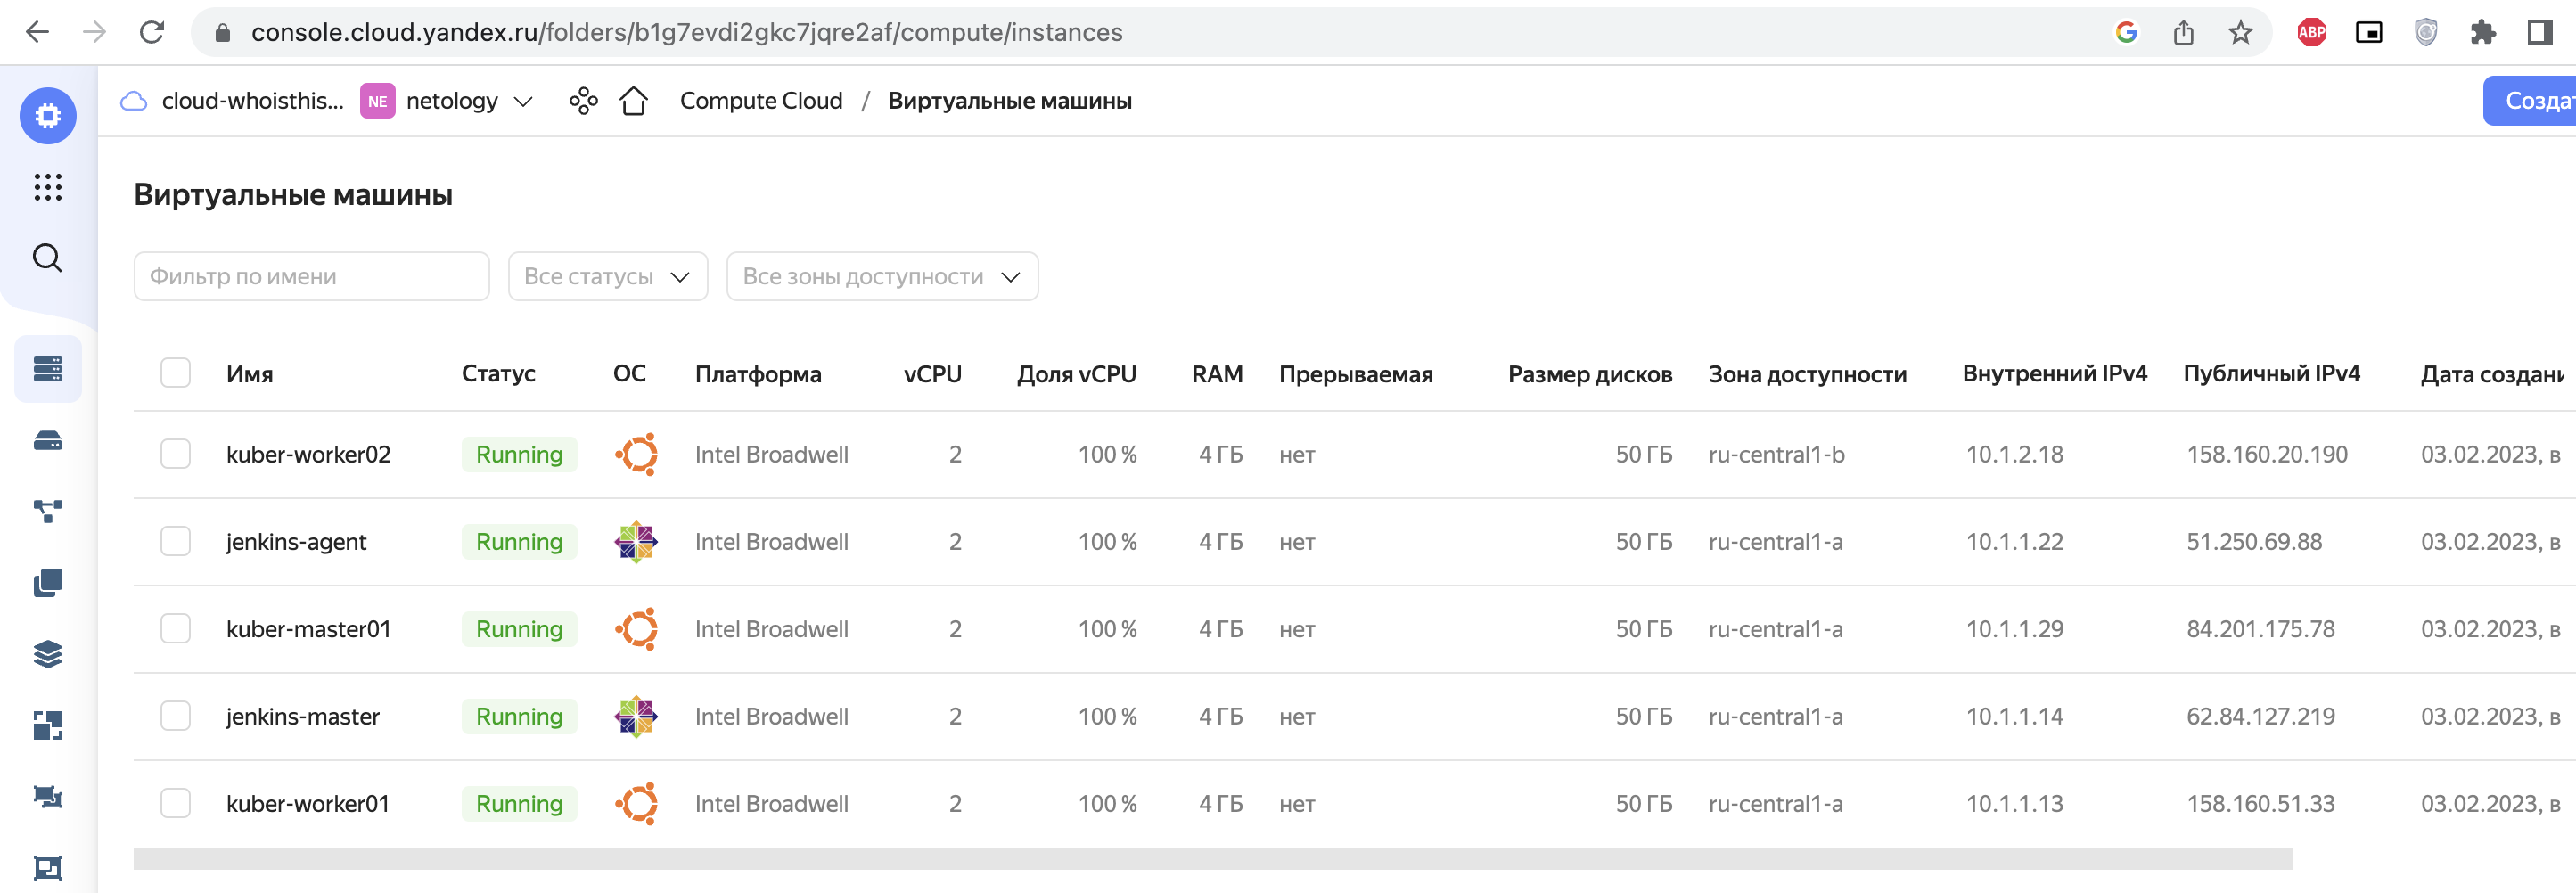 console.cloud.yandex.ru/folders/b1g7evdi2gkc7jqre2af/compute/instances
ABP
cloud-whoisthis... NE netology Compute Cloud / Виртуальные машины
Создат
Виртуальные машины
Фильтр по имени Все статусы Все зоны доступности
Имя Статус ОС Платформа vCPU Доля vCPU RAM Прерываемая Размер дисков Зона доступности Внутренний IPv4 Публичный IPv4 Дата создани
kuber-worker02 Running Intel Broadwell 2 100 % 4 ГБ нет 50 ГБ ru-central1-b 10.1.2.18 158.160.20.190 03.02.2023, в
jenkins-agent Running Intel Broadwell 2 100 % 4 ГБ нет 50 ГБ ru-central1-a 10.1.1.22 51.250.69.88 03.02.2023, в
kuber-master01 Running Intel Broadwell 2 100 % 4 ГБ нет 50 ГБ ru-central1-a 10.1.1.29 84.201.175.78 03.02.2023, в
jenkins-master Running Intel Broadwell 2 100 % 4 ГБ нет 50 ГБ ru-central1-a 10.1.1.14 62.84.127.219 03.02.2023, в
kuber-worker01 Running Intel Broadwell 2 100 % 4 ГБ нет 50 ГБ ru-central1-a 10.1.1.13 158.160.51.33 03.02.2023, в